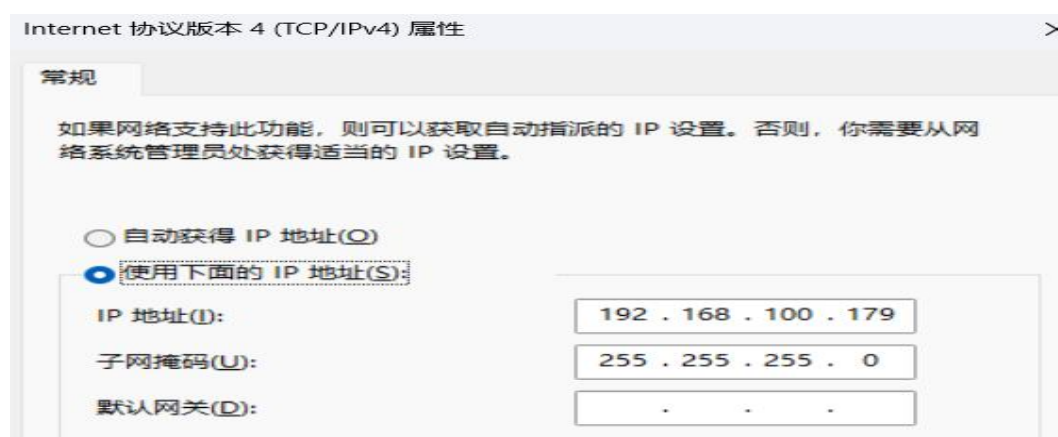 Internet 协议版本 4 (TCP/IPv4) 属性
常规
如果网络支持此功能，则可以获取自动指派的 IP 设置。否则，你需要从网
络系统管理员处获得适当的 IP 设置。
自动获得 IP 地址(O)
使用下面的 IP 地址(S):
IP 地址(I): 192 . 168 . 100 . 179
子网掩码(U): 255 . 255 . 255 . 0
默认网关(D): . . .